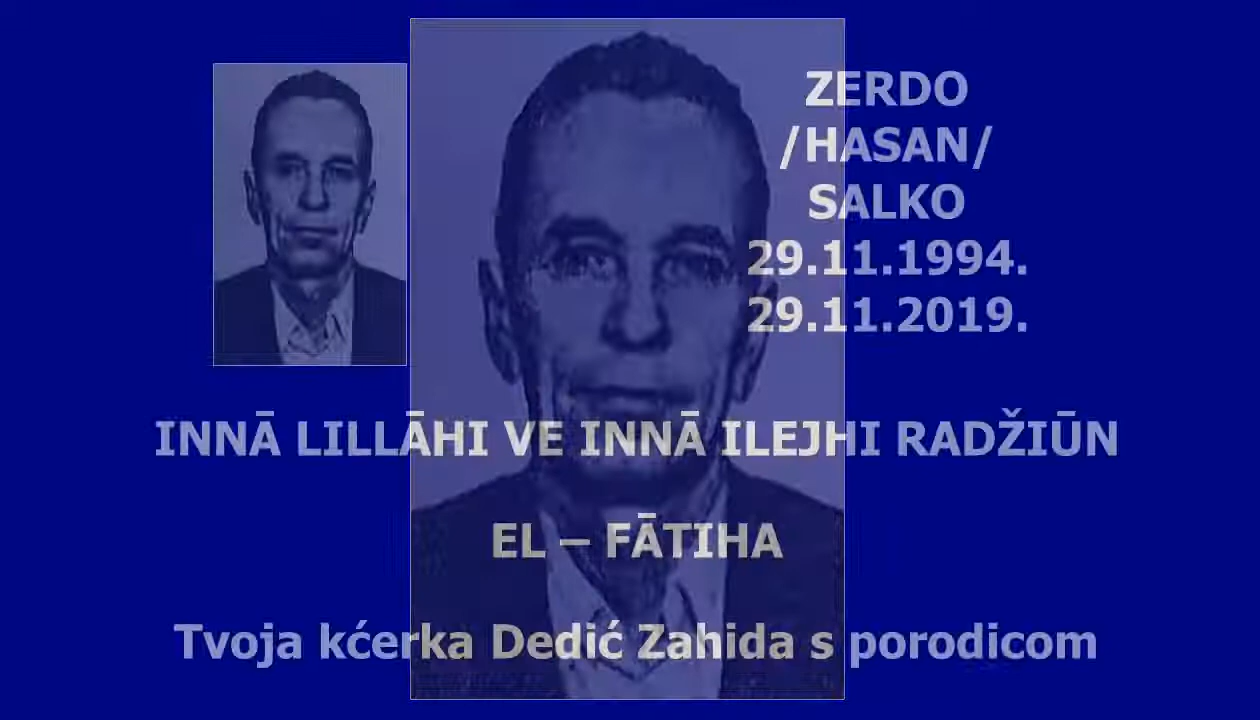 ZERDO
/HASAN/
SALKO
29.11.1994.
29.11.2019.
INNĀ LILLĀHI VE INNĀ ILEJHI RADŽIŪN
EL – FĀTIHA
Tvoja kćerka Dedić Zahida s porodicom